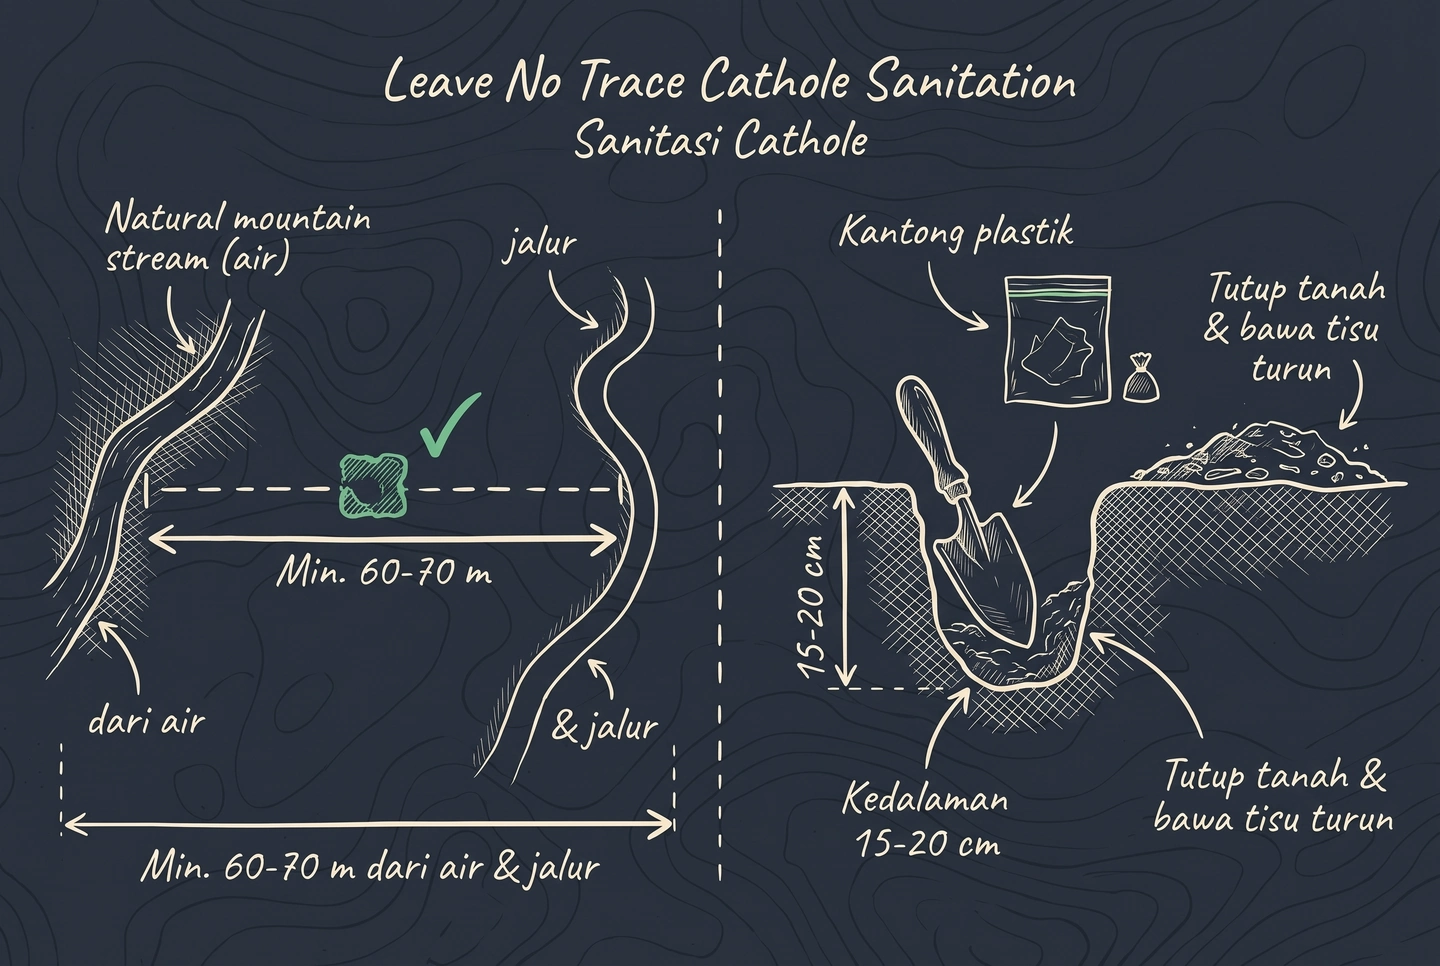 Leave No Trace Cathole Sanitation
Sanitasi Cathole
Natural mountain
stream (air)
jalur
Min. 60-70 m
dari air
& jalur
Min. 60-70 m dari air & jalur
Kantong plastik
Tutup tanah
& bawa tisu
turun
15-20 cm
Kedalaman
15-20 cm
Tutup tanah &
bawa tisu turun